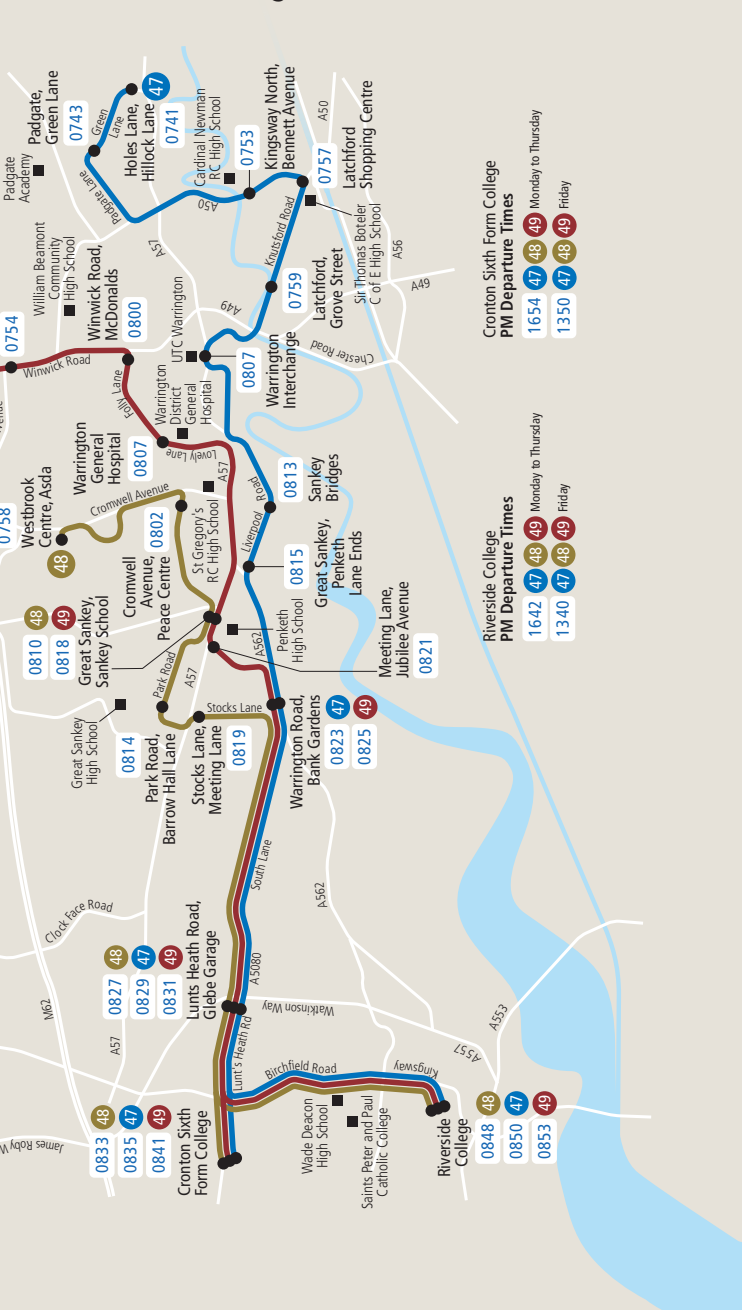 0754
0758
Winwick Road
William Beamont
Community
High School
Winwick Road,
McDonalds
0800
Folly Lane
Warrington
General
Hospital
0807
Warrington
District
General
Hospital
Lovely Lane
A57
Padgate
Academy
Padgate,
Green Lane
0743
Green
Lane
Holes Lane,
Hillock Lane
47
0741
Padgate Lane
A57
A50
Cardinal Newman
RC High School
0753
Kingsway North,
Bennett Avenue
0757
Latchford
Shopping Centre
A50
Knutsford Road
Sir Thomas Boteler
C of E High School
A56
A49
0759
Latchford,
Grove Street
A49
Chester Road
UTC Warrington
0807
Warrington
Interchange
Westbrook
Centre, Asda
48
Cromwell Avenue
0802
Cromwell
Avenue,
Peace Centre
St Gregory's
RC High School
0813
Sankey
Bridges
Liverpool
Road
0815
Great Sankey,
Penketh
Lane Ends
0810 48
0818 49
Great Sankey,
Sankey School
Penketh
High School
A562
Meeting Lane,
Jubilee Avenue
0821
Park Road
A57
Great Sankey
High School
0814
Park Road,
Barrow Hall Lane
Stocks Lane
Stocks Lane,
Meeting Lane
0819
Warrington Road,
Bank Gardens
0823 47
0825 49
South Lane
A562
Clock Face Road
M62
A57
0827 48
0829 47
0831 49
Lunts Heath Road,
Glebe Garage
A5080
Watkinson Way
Lunt's Heath Rd
A557
A553
Birchfield Road
Kingsway
0833 48
0835 47
0841 49
Cronton Sixth
Form College
Wade Deacon
High School
Saints Peter and Paul
Catholic College
Riverside
College
0848 48
0850 47
0853 49
Cronton Sixth Form College
PM Departure Times
1654 47 48 49 Monday to Thursday
1350 47 48 49 Friday
Riverside College
PM Departure Times
1642 47 48 49 Monday to Thursday
1340 47 48 49 Friday